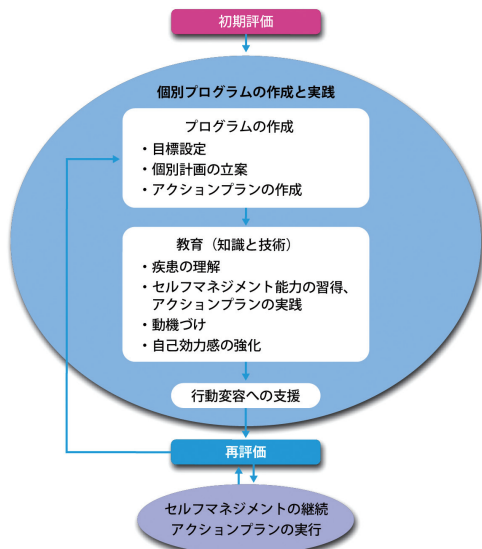 初期評価
個別プログラムの作成と実践
プログラムの作成
・目標設定
・個別計画の立案
・アクションプランの作成
教育（知識と技術）
・疾患の理解
・セルフマネジメント能力の習得、
アクションプランの実践
・動機づけ
・自己効力感の強化
行動変容への支援
再評価
セルフマネジメントの継続
アクションプランの実行